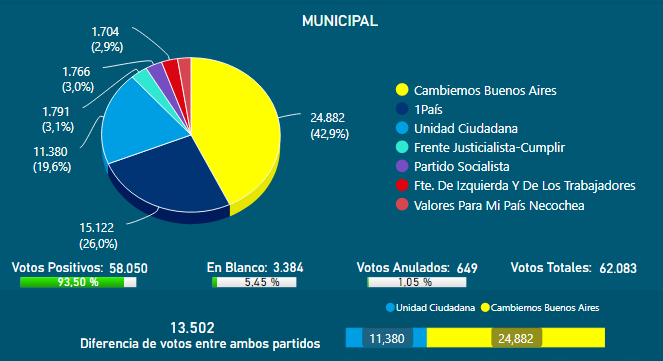 MUNICIPAL
1.704
(2,9%)
1.766
(3,0%)
1.791
(3,1%)
11.380
(19,6%)
15.122
(26,0%)
24.882
(42,9%)
Cambiemos Buenos Aires
1País
Unidad Ciudadana
Frente Justicialista-Cumplir
Partido Socialista
Fte. De Izquierda Y De Los Trabajadores
Valores Para Mi País Necochea
Votos Positivos: 58.050
93,50 %
En Blanco: 3.384
5.45 %
Votos Anulados: 649
1.05 %
Votos Totales: 62.083
13.502
Diferencia de votos entre ambos partidos
Unidad Ciudadana Cambiemos Buenos Aires
11,380 24,882